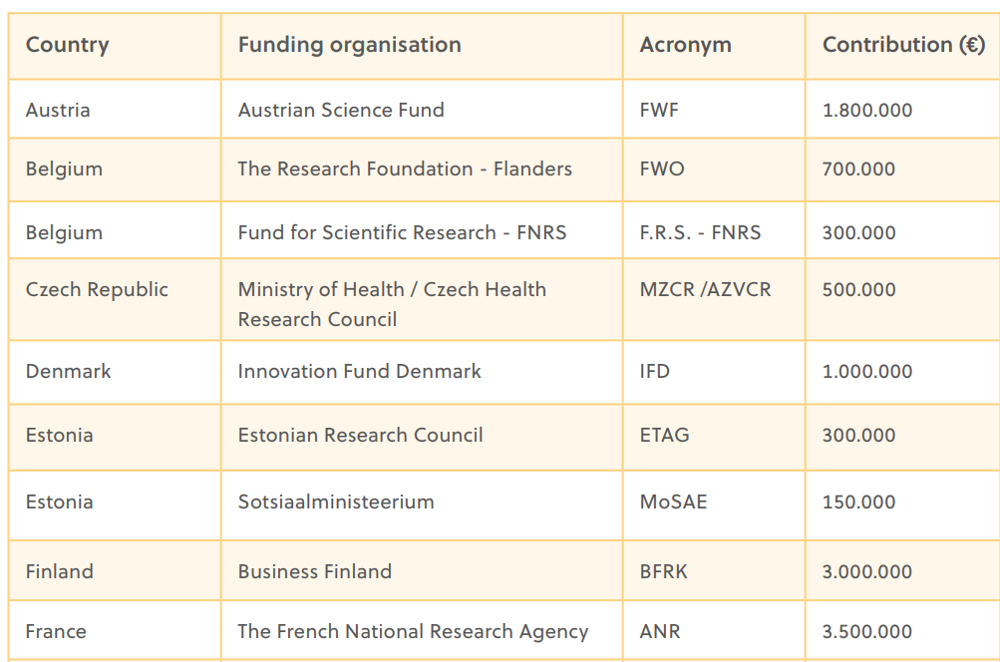 Country Funding organisation Acronym Contribution (€)
Austria Austrian Science Fund FWF 1.800.000
Belgium The Research Foundation - Flanders FWO 700.000
Belgium Fund for Scientific Research - FNRS F.R.S. - FNRS 300.000
Czech Republic Ministry of Health / Czech Health MZCR /AZVCR 500.000
Research Council
Denmark Innovation Fund Denmark IFD 1.000.000
Estonia Estonian Research Council ETAG 300.000
Estonia Sotsiaalministeerium MoSAE 150.000
Finland Business Finland BFRK 3.000.000
France The French National Research Agency ANR 3.500.000